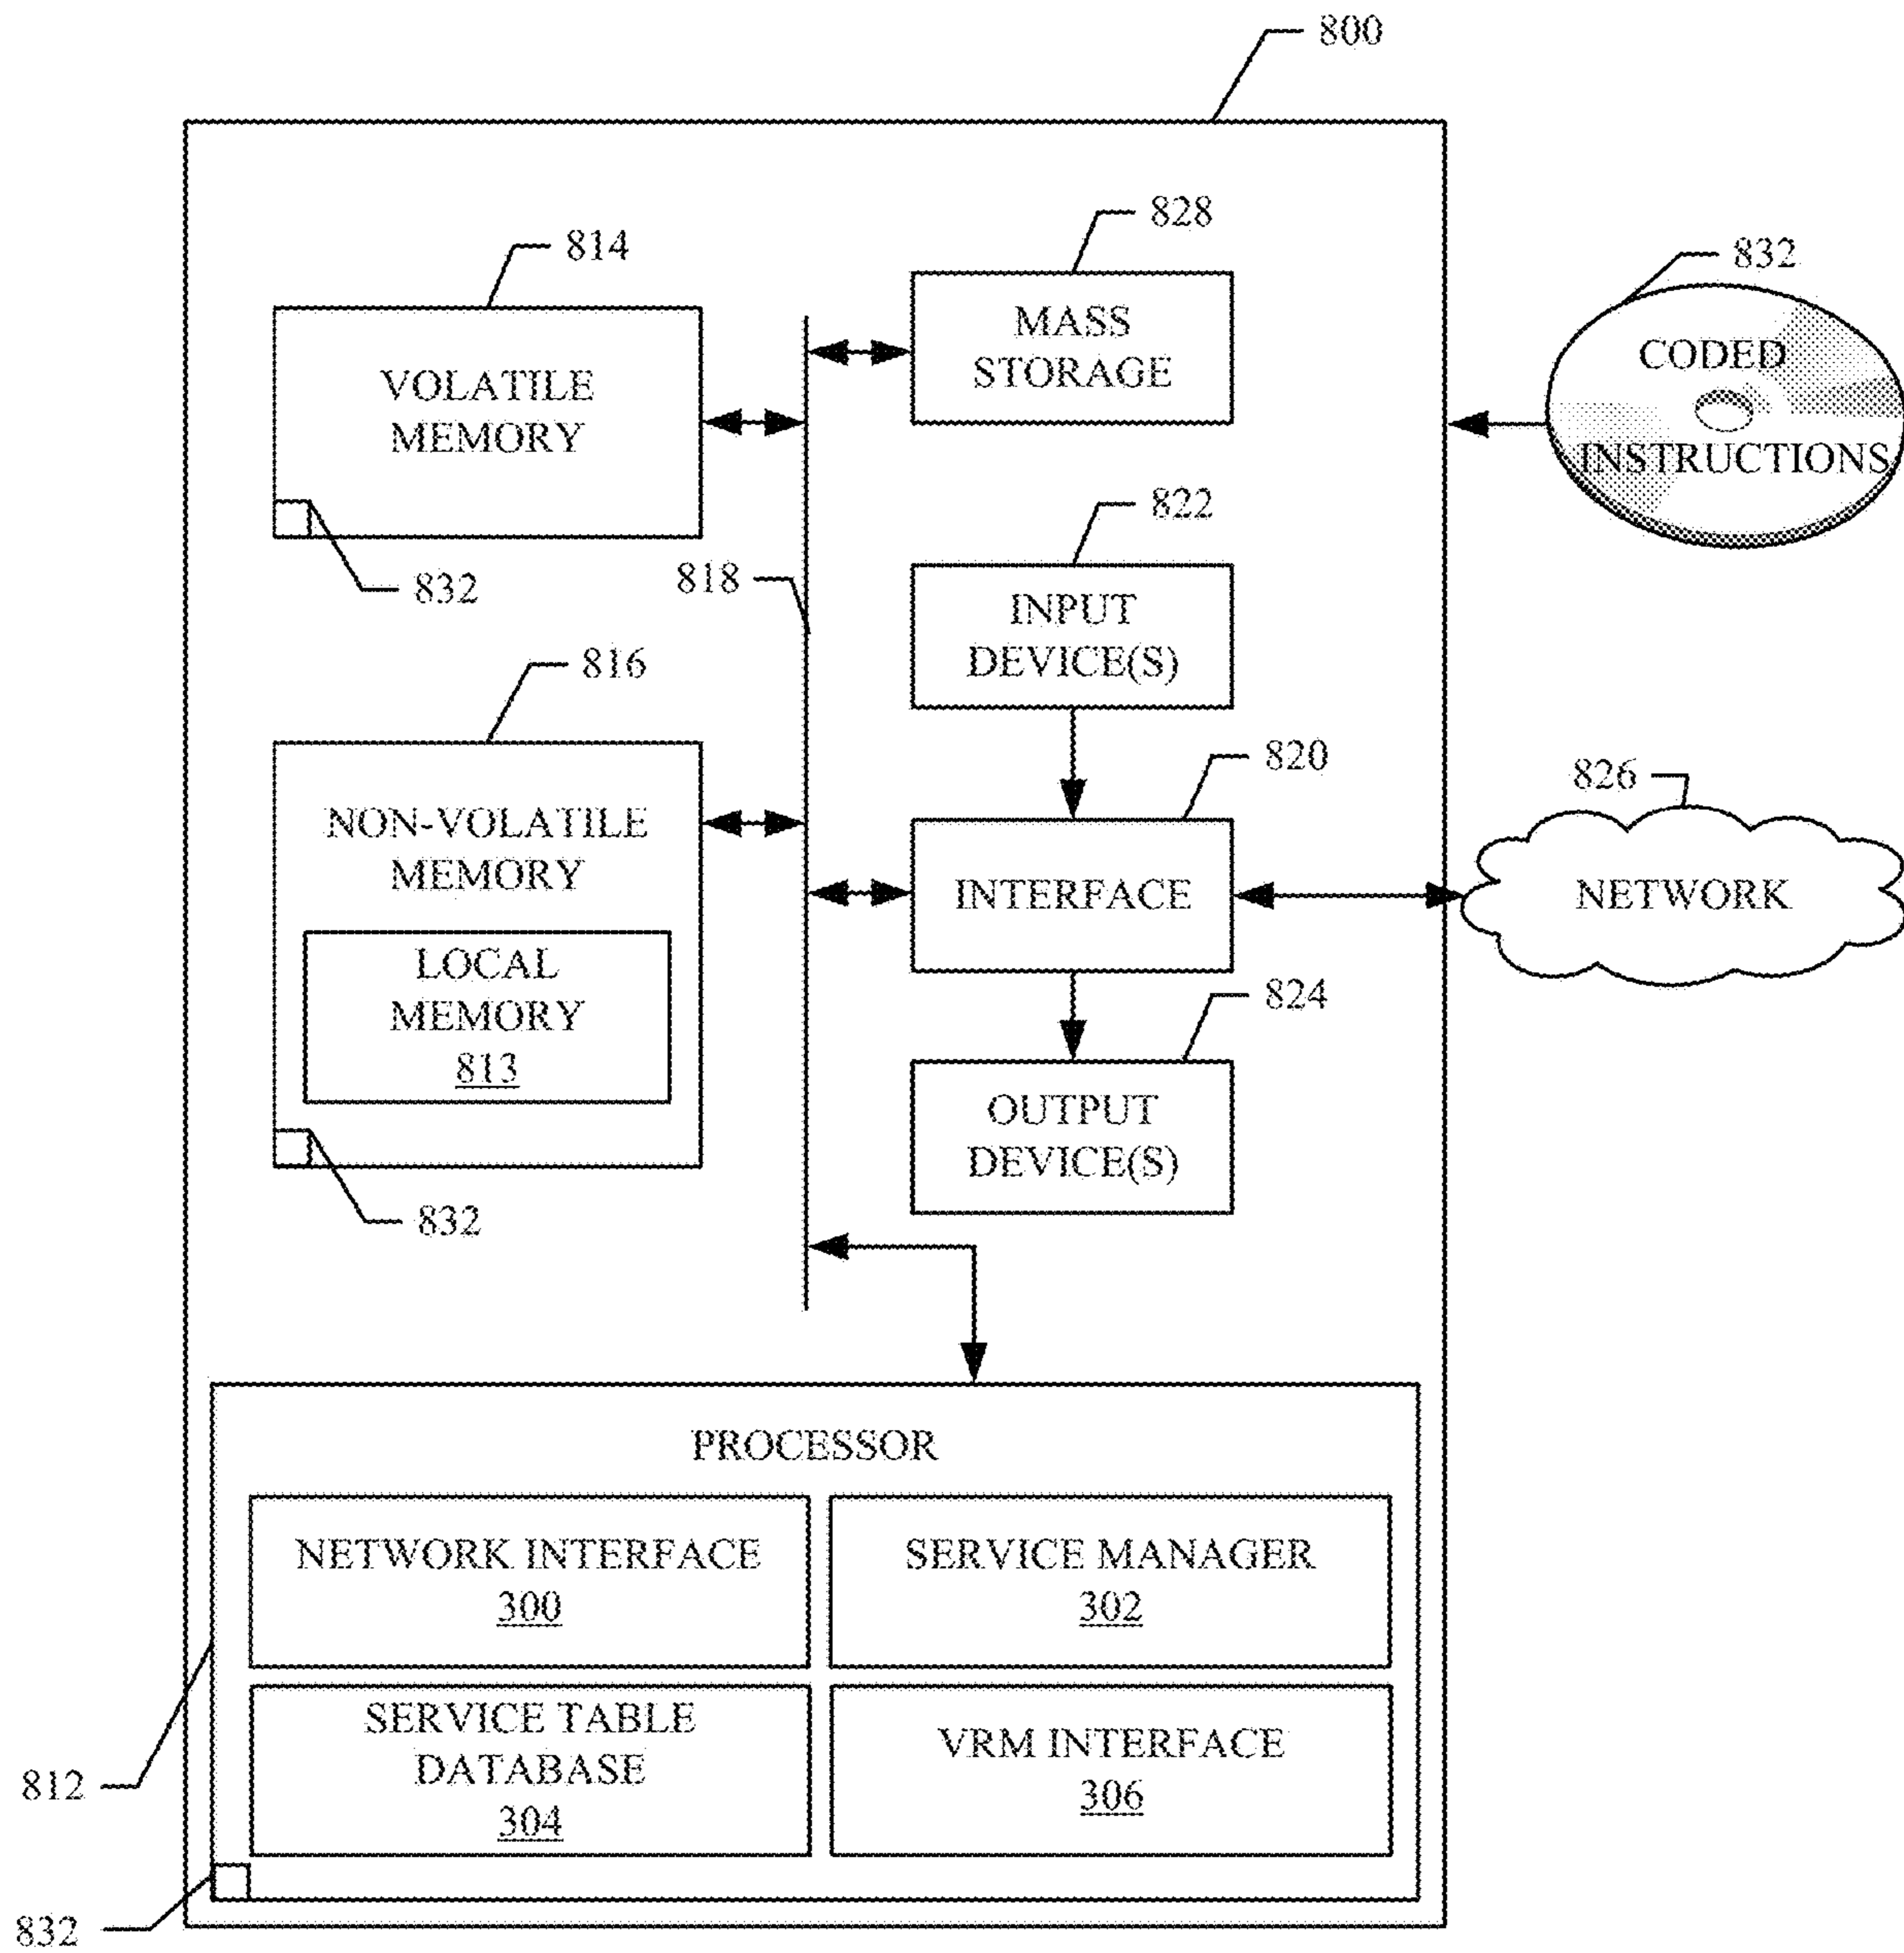 800
828
814
832
MASS
STORAGE
CODED
INSTRUCTIONS
VOLATILE
MEMORY
822
832
818
INPUT
DEVICE(S)
816
820
826
NON-VOLATILE
MEMORY
INTERFACE
NETWORK
LOCAL
MEMORY
813
824
OUTPUT
DEVICE(S)
832
PROCESSOR
NETWORK INTERFACE
300
SERVICE MANAGER
302
SERVICE TABLE
DATABASE
304
VRM INTERFACE
306
812
832